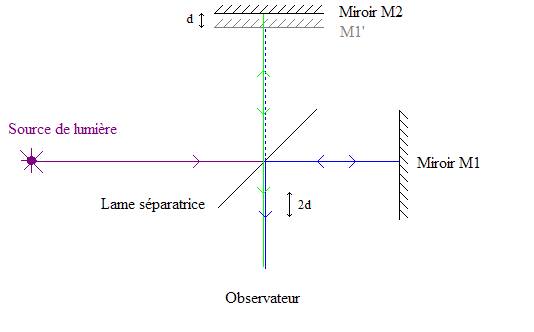 Miroir M2
d
M1'
Source de lumière
Miroir M1
Lame séparatrice
2d
Observateur